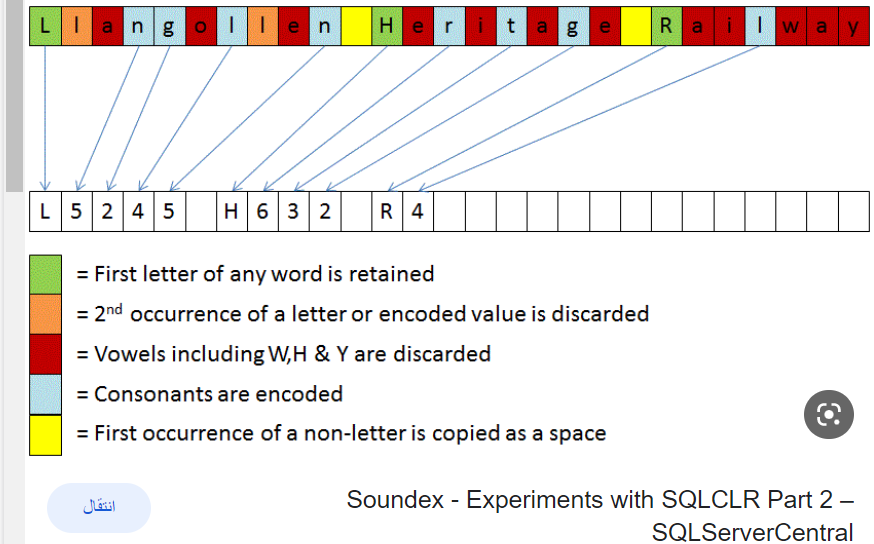 L l a n g o l l e n H e r i t a g e R a i l w a y
L 5 2 4 5 H 6 3 2 R 4
= First letter of any word is retained
= 2nd occurrence of a letter or encoded value is discarded
= Vowels including W,H & Y are discarded
= Consonants are encoded
= First occurrence of a non-letter is copied as a space
Soundex - Experiments with SQLCLR Part 2 –
SQLServerCentral
انتقال